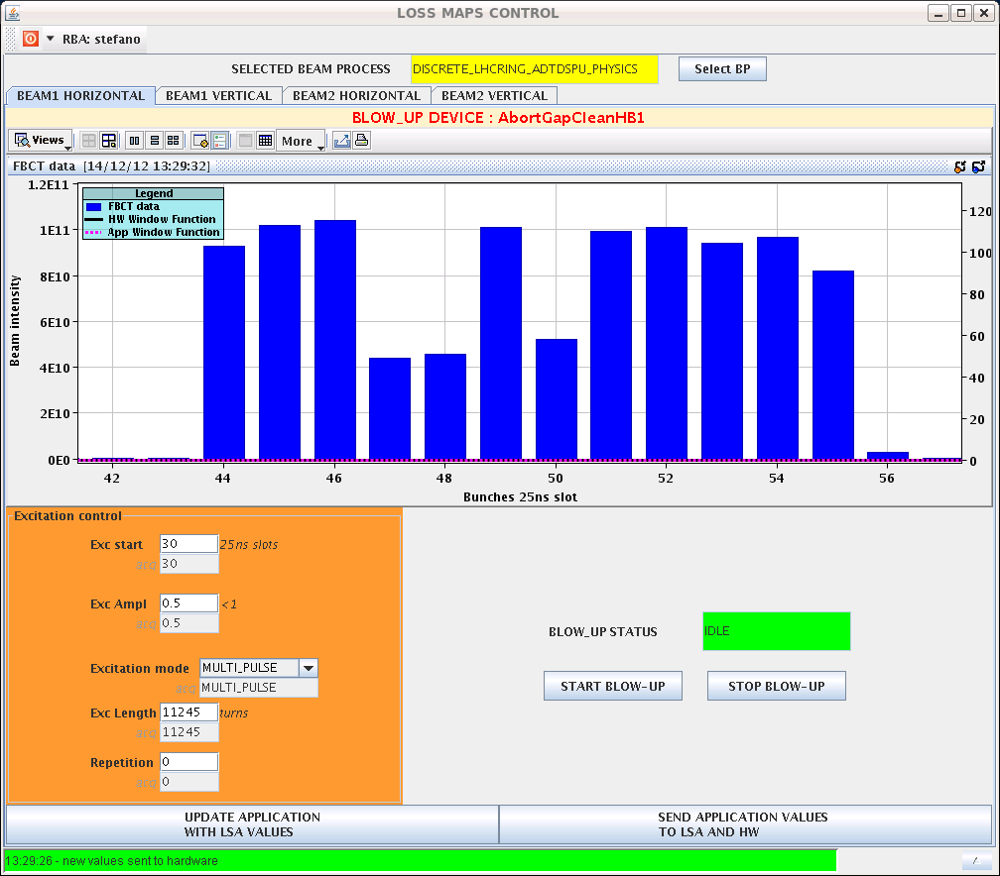 LOSS MAPS CONTROL
RBA: stefano
SELECTED BEAM PROCESS DISCRETE_LHCRING_ADTDSPU_PHYSICS Select BP
BEAM1 HORIZONTAL BEAM1 VERTICAL BEAM2 HORIZONTAL BEAM2 VERTICAL
BLOW_UP DEVICE : AbortGapCleanHB1
Views More
FBCT data [14/12/12 13:29:32]
1.2E11
Legend
FBCT data
HW Window Function
App Window Function
120
1E11
100
8E10
80
6E10
60
4E10
40
2E10
20
0E0
0
Beam intensity
42 44 46 48 50 52 54 56
Bunches 25ns slot
Excitation control
Exc start 30 25ns slots
acq 30
Exc Ampl 0.5 <1
acq 0.5
BLOW_UP STATUS IDLE
Excitation mode MULTI_PULSE
acq MULTI_PULSE
START BLOW-UP STOP BLOW-UP
Exc Length 11245 turns
acq 11245
Repetition 0
acq 0
UPDATE APPLICATION
WITH LSA VALUES
SEND APPLICATION VALUES
TO LSA AND HW
13:29:26 - new values sent to hardware